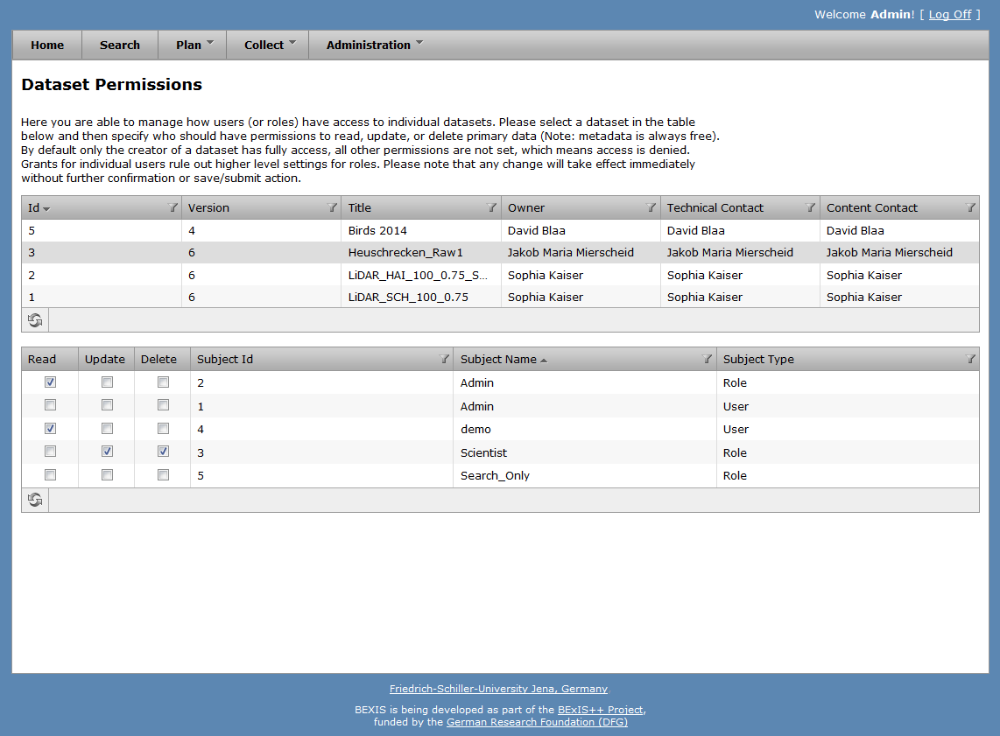 Welcome Admin! [ Log Off ]
Home Search Plan Collect Administration
Dataset Permissions
Here you are able to manage how users (or roles) have access to individual datasets. Please select a dataset in the table
below and then specify who should have permissions to read, update, or delete primary data (Note: metadata is always free).
By default only the creator of a dataset has fully access, all other permissions are not set, which means access is denied.
Grants for individual users rule out higher level settings for roles. Please note that any change will take effect immediately
without further confirmation or save/submit action.
Id Version Title Owner Technical Contact Content Contact
5 4 Birds 2014 David Blaa David Blaa David Blaa
3 6 Heuschrecken_Raw1 Jakob Maria Mierscheid Jakob Maria Mierscheid Jakob Maria Mierscheid
2 6 LiDAR_HAI_100_0.75_S... Sophia Kaiser Sophia Kaiser Sophia Kaiser
1 6 LiDAR_SCH_100_0.75 Sophia Kaiser Sophia Kaiser Sophia Kaiser
Read Update Delete Subject Id Subject Name Subject Type
2 Admin Role
1 Admin User
4 demo User
3 Scientist Role
5 Search_Only Role
Friedrich-Schiller-University Jena, Germany
BEXIS is being developed as part of the BExIS++ Project,
funded by the German Research Foundation (DFG)